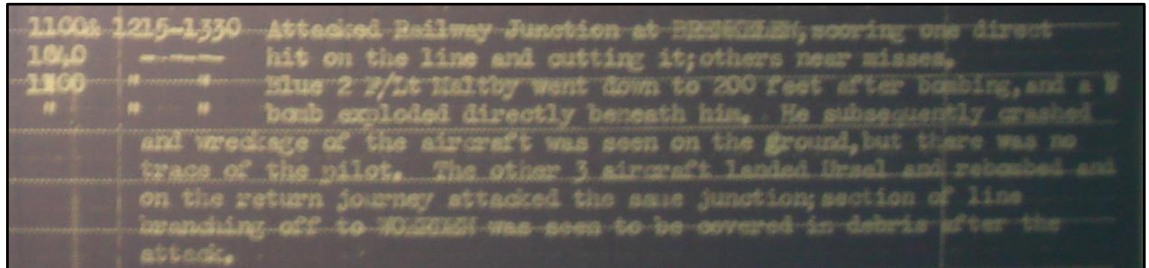 1100& 1215-1330 Attacked Railway Junction at, scoring one direct
hit on the line and cutting it; others near misses.
1100 " " Blue 2 F/Lt Maltby went down to 200 feet after bombing, and a
" " " bomb exploded directly beneath him. He subsequently crashed
and wreckage of the aircraft was seen on the ground, but there was no
trace of the pilot. The other 3 aircraft landed Ursel and rebombed and
on the return journey attacked the same junction; section of line
branching off to was seen to be covered in debris after the
attack.